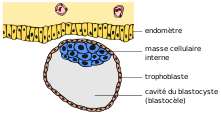 endomètre
masse cellulaire
interne
trophoblaste
cavité du blastocyste
(blastocèle)